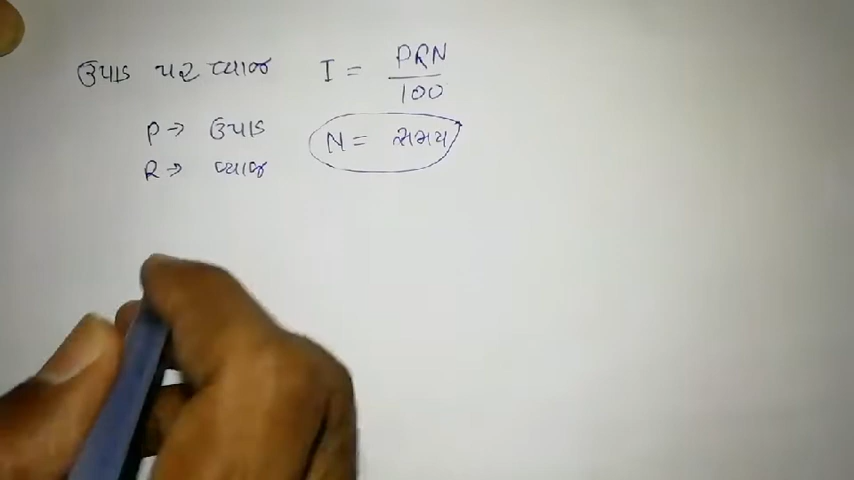 ઉપાડ પર વ્યાજ I = PRN / 100
P → ઉપાડ N = સમય
R → વ્યાજ